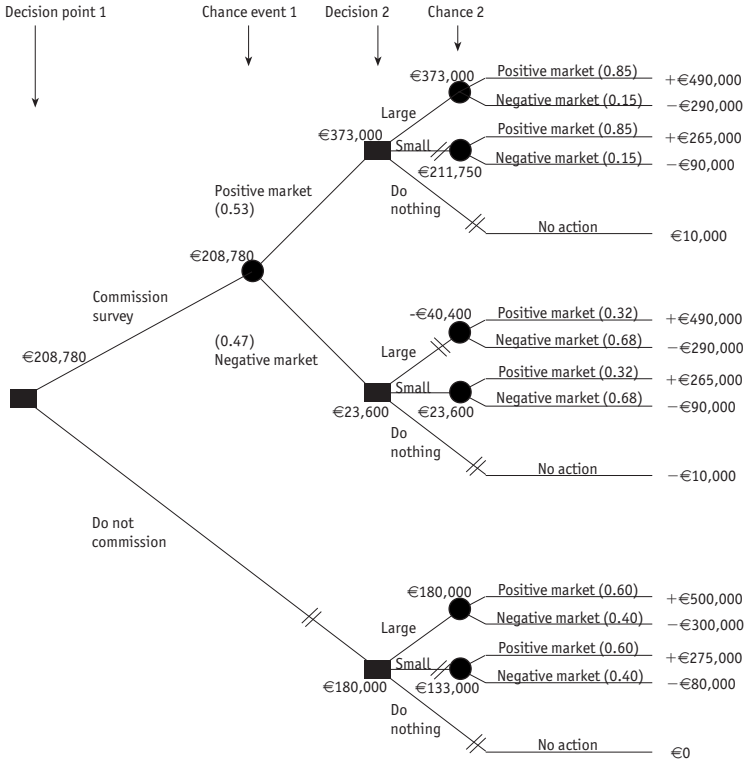 Decision point 1 Chance event 1 Decision 2 Chance 2
€373,000 Positive market (0.85) +€490,000
Negative market (0.15) −€290,000
Large
€373,000 Small Positive market (0.85) +€265,000
€211,750 Negative market (0.15) −€90,000
Do
nothing
No action €10,000
Positive market
(0.53)
€208,780
Commission
survey
(0.47)
Negative market
€208,780
-€40,400 Positive market (0.32) +€490,000
Negative market (0.68) −€290,000
Large
Small Positive market (0.32) +€265,000
€23,600 €23,600 Negative market (0.68) −€90,000
Do
nothing
No action −€10,000
Do not
commission
€180,000 Positive market (0.60) +€500,000
Negative market (0.40) −€300,000
Large
Small Positive market (0.60) +€275,000
€180,000 €133,000 Negative market (0.40) −€80,000
Do
nothing
No action €0